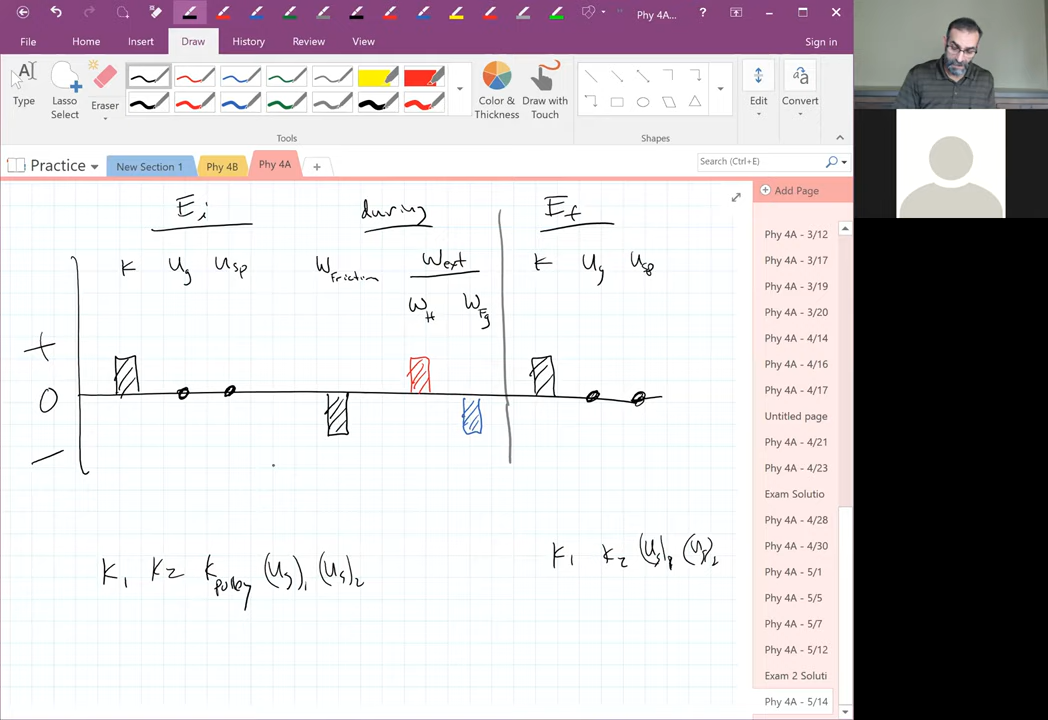 Phy 4A...
?
File
Home
Insert
Draw
History
Review
View
Sign in
Type
Lasso
Select
Eraser
Color &
Thickness
Draw with
Touch
Edit
Convert
Tools
Shapes
Practice
New Section 1
Phy 4B
Phy 4A
+
Search (Ctrl+E)
Add Page
Phy 4A - 3/12
Phy 4A - 3/17
Phy 4A - 3/19
Phy 4A - 3/20
Phy 4A - 4/14
Phy 4A - 4/16
Phy 4A - 4/17
Untitled page
Phy 4A - 4/21
Phy 4A - 4/23
Exam Solutio
Phy 4A - 4/28
Phy 4A - 4/30
Phy 4A - 5/1
Phy 4A - 5/5
Phy 4A - 5/7
Phy 4A - 5/12
Exam 2 Soluti
Phy 4A - 5/14
Ei during Ef
K Ug Usp Wfriction Wext K Ug Usp
WH WFg
+
0
–
K1 K2 Kpulley (Ug)1 (Ug)2 K1 K2 (Ug)1 (Ug)2